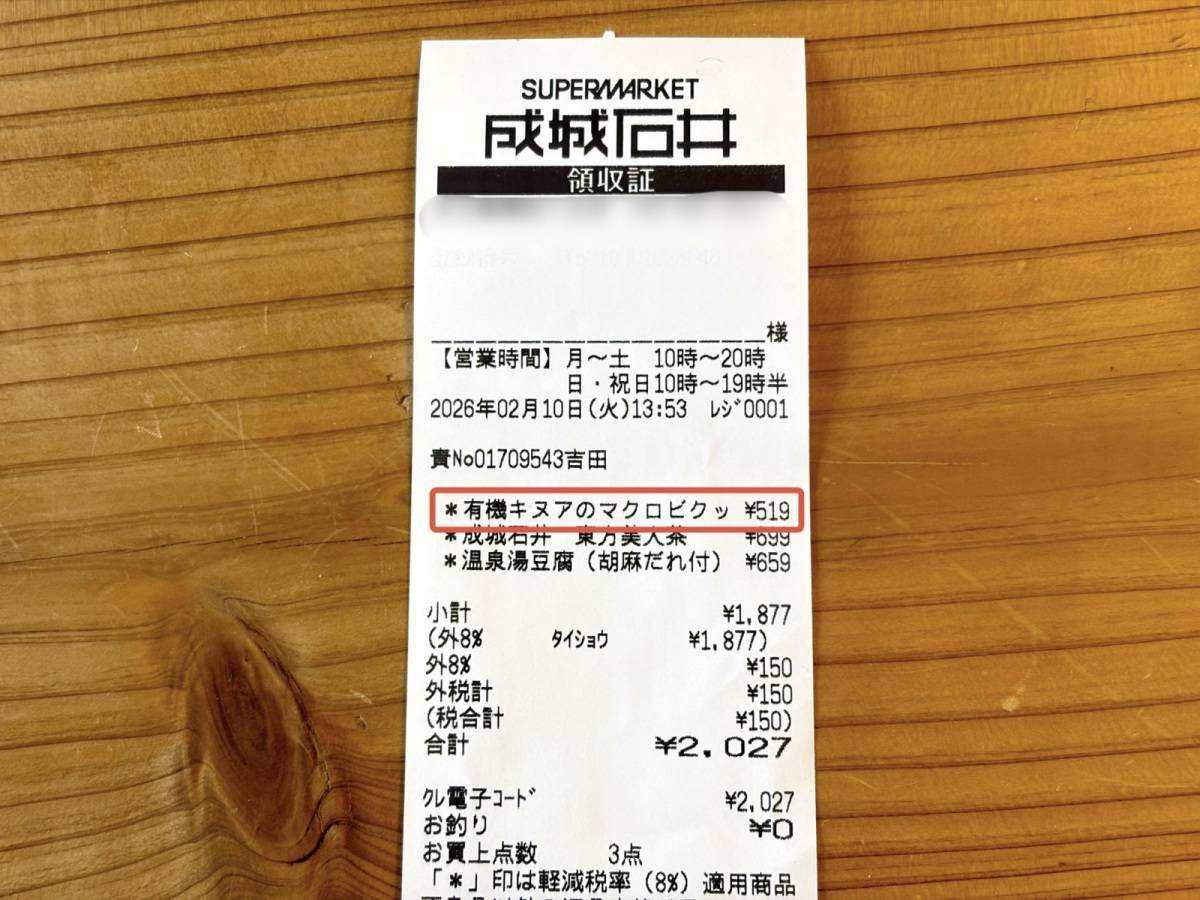 SUPERMARKET
成城石井
領収証
様
【営業時間】月〜土 10時〜20時
日・祝日10時〜19時半
2026年02月10日(火)13:53 ﾚｼﾞ0001
責No01709543吉田
*有機キヌアのマクロビクッ ¥519
*成城石井 東方美人茶 ¥699
*温泉湯豆腐(胡麻だれ付) ¥659
小計 ¥1,877
(外8% ﾀｲｼｮｳ ¥1,877)
外8% ¥150
外税計 ¥150
(税合計 ¥150)
合計 ¥2,027
ｸﾚ電子ｺｰﾄﾞ ¥2,027
お釣り ¥0
お買上点数 3点
「*」印は軽減税率(8%)適用商品